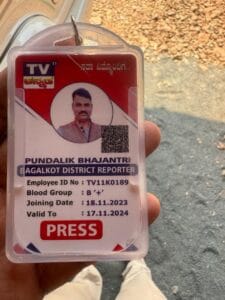 TV
ಸದಾ ನಿಮ್ಮೊಂದಿಗೆ
PUNDALIK BHAJANTRI
BAGALKOT DISTRICT REPORTER
Employee ID No : TV11K0189
Blood Group : B '+'
Joining Date : 18.11.2023
Valid To : 17.11.2024
PRESS